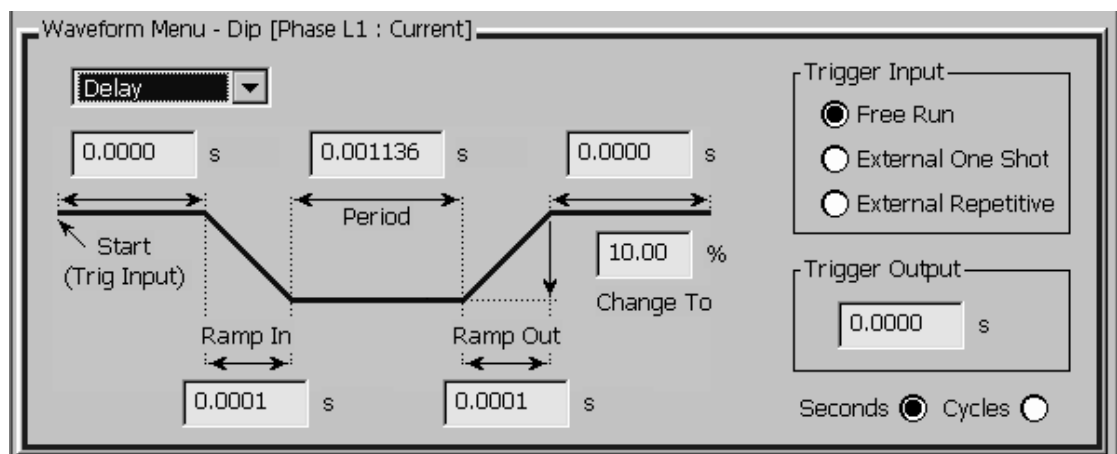 Waveform Menu - Dip [Phase L1 : Current]
Delay
0.0000 s 0.001136 s 0.0000 s
Period
Start
(Trig Input)
10.00 %
Change To
Ramp In
Ramp Out
0.0001 s 0.0001 s
Trigger Input
Free Run
External One Shot
External Repetitive
Trigger Output
0.0000 s
Seconds Cycles